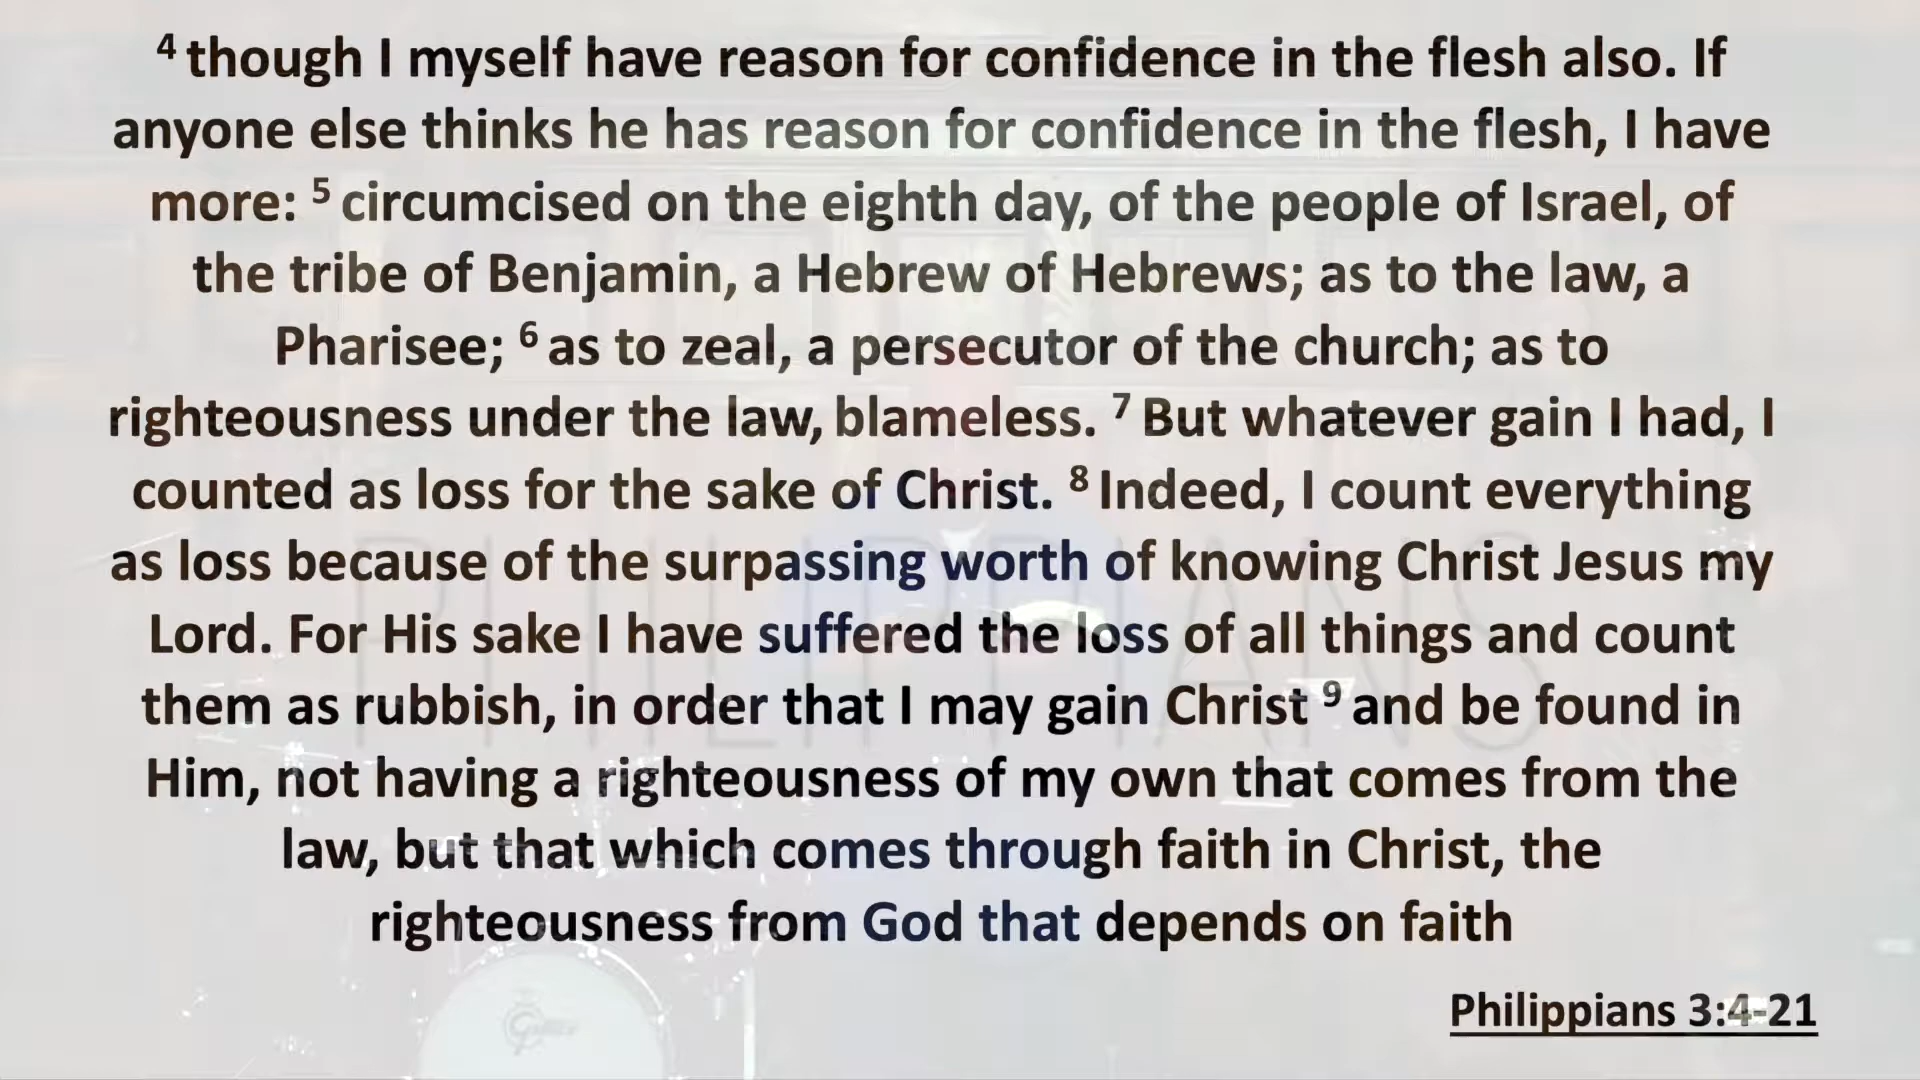 4 though I myself have reason for confidence in the flesh also. If
anyone else thinks he has reason for confidence in the flesh, I have
more: 5 circumcised on the eighth day, of the people of Israel, of
the tribe of Benjamin, a Hebrew of Hebrews; as to the law, a
Pharisee; 6 as to zeal, a persecutor of the church; as to
righteousness under the law, blameless. 7 But whatever gain I had, I
counted as loss for the sake of Christ. 8 Indeed, I count everything
as loss because of the surpassing worth of knowing Christ Jesus my
Lord. For His sake I have suffered the loss of all things and count
them as rubbish, in order that I may gain Christ 9 and be found in
Him, not having a righteousness of my own that comes from the
law, but that which comes through faith in Christ, the
righteousness from God that depends on faith
Philippians 3:4-21
PHILIPPIANS
Gretsch